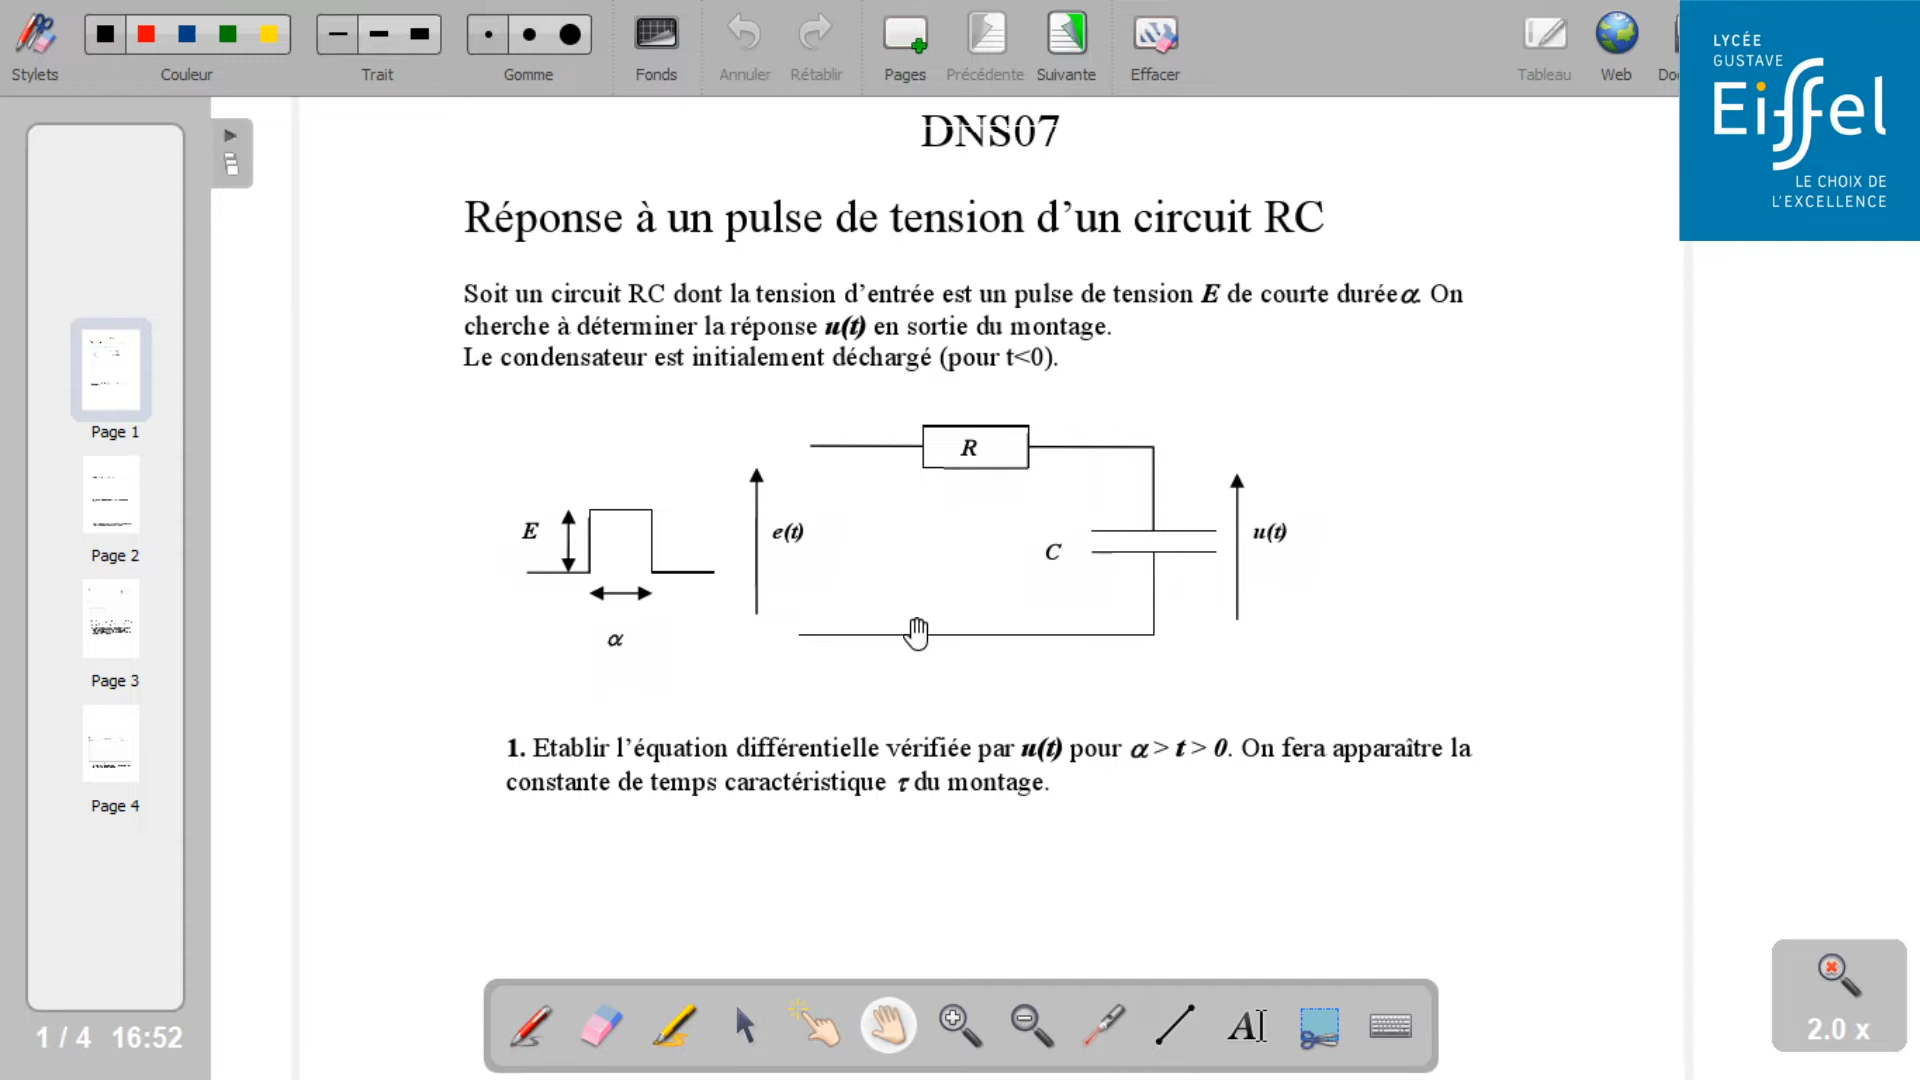 Stylets
Couleur
Trait
Gomme
Fonds
Annuler
Rétablir
Pages
Précédente
Suivante
Effacer
Tableau
Web
LYCÉE
GUSTAVE
Eiffel
LE CHOIX DE
L'EXCELLENCE
DNS07
Réponse à un pulse de tension d’un circuit RC
Soit un circuit RC dont la tension d’entrée est un pulse de tension E de courte durée α. On
cherche à déterminer la réponse u(t) en sortie du montage.
Le condensateur est initialement déchargé (pour t<0).
R
E
e(t)
C
u(t)
α
1. Etablir l’équation différentielle vérifiée par u(t) pour α > t > 0. On fera apparaître la
constante de temps caractéristique τ du montage.
Page 1
Page 2
Page 3
Page 4
1 / 4 16:52
2.0 x